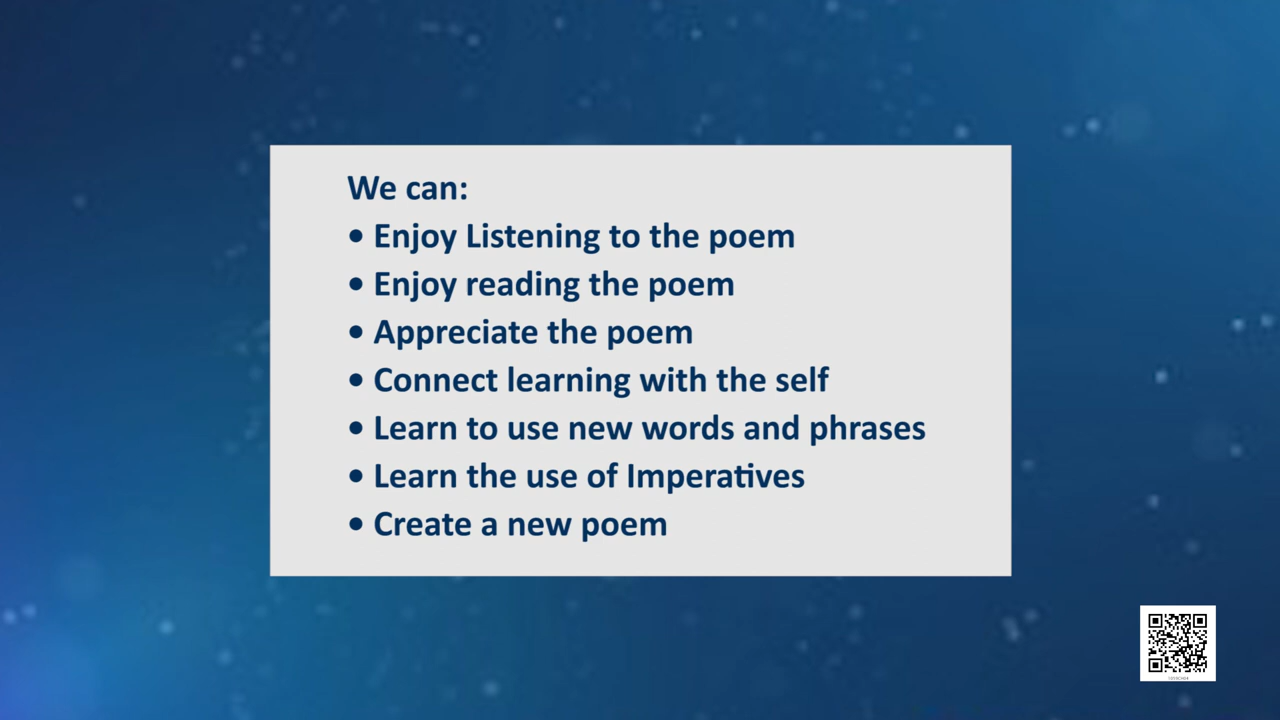 We can:
• Enjoy Listening to the poem
• Enjoy reading the poem
• Appreciate the poem
• Connect learning with the self
• Learn to use new words and phrases
• Learn the use of Imperatives
• Create a new poem